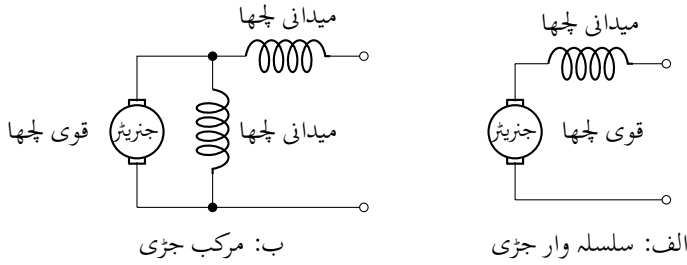 میدانی لچھا
میدانی لچھا
جنریٹر
قوی لچھا
الف: سلسلہ وار جڑی
میدانی لچھا
جنریٹر
قوی لچھا
ب: مرکب جڑی